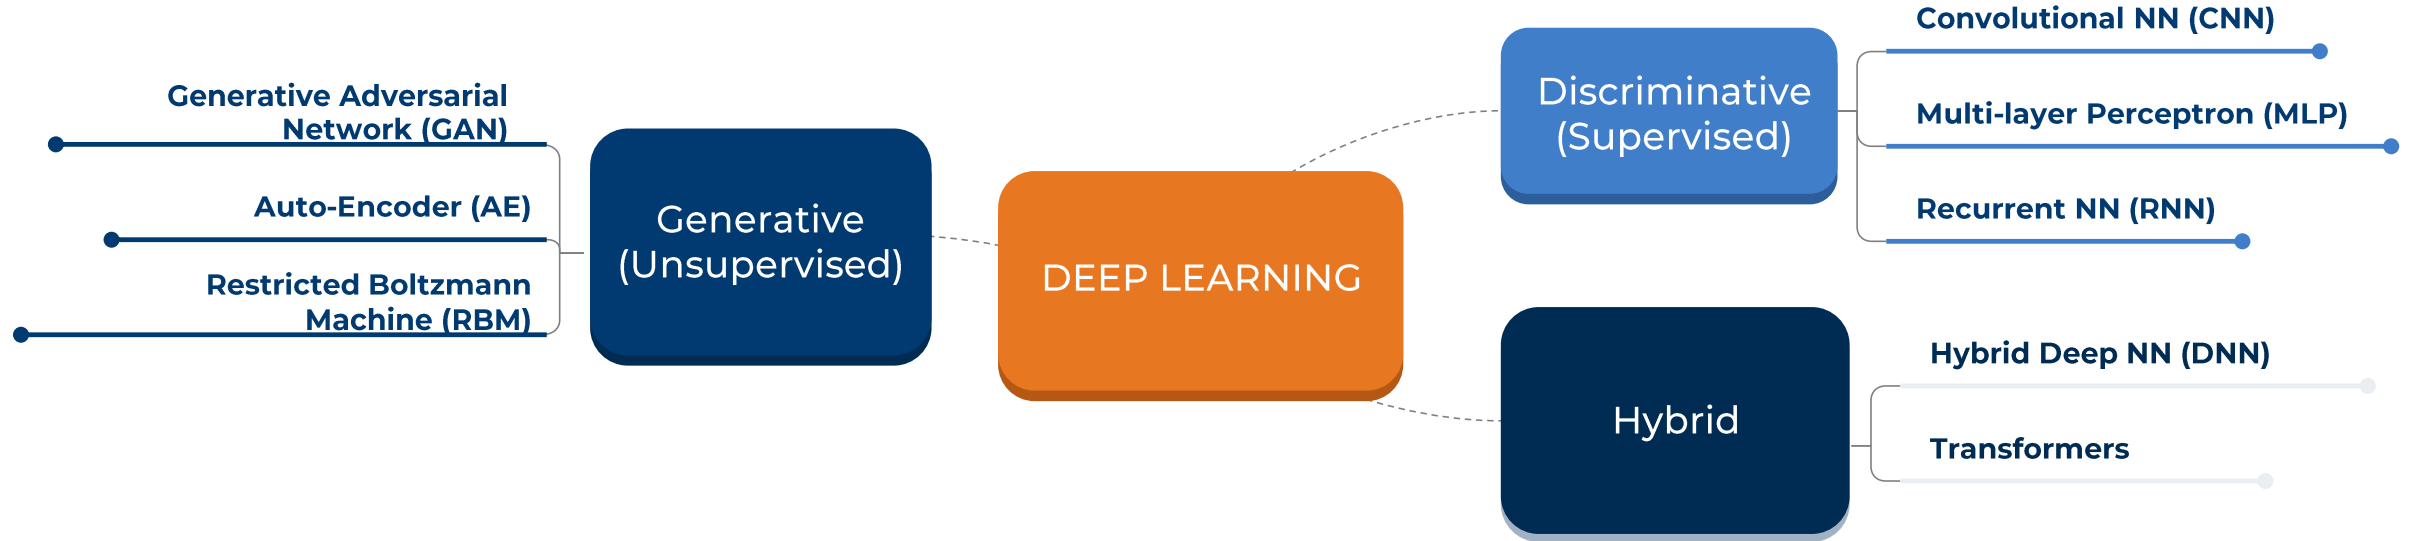 Generative Adversarial
Network (GAN)
Auto-Encoder (AE)
Restricted Boltzmann
Machine (RBM)
Generative
(Unsupervised)
DEEP LEARNING
Discriminative
(Supervised)
Convolutional NN (CNN)
Multi-layer Perceptron (MLP)
Recurrent NN (RNN)
Hybrid
Hybrid Deep NN (DNN)
Transformers